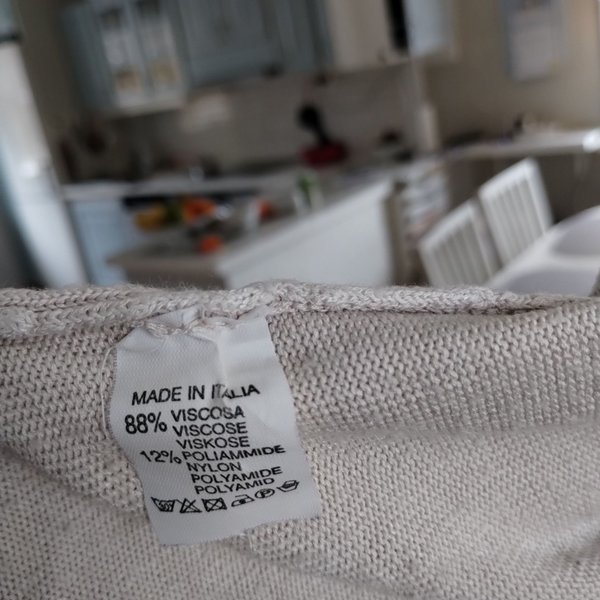 MADE IN ITALIA
88% VISCOSA
VISCOSE
VISKOSE
12% POLIAMMIDE
NYLON
POLYAMIDE
POLYAMID